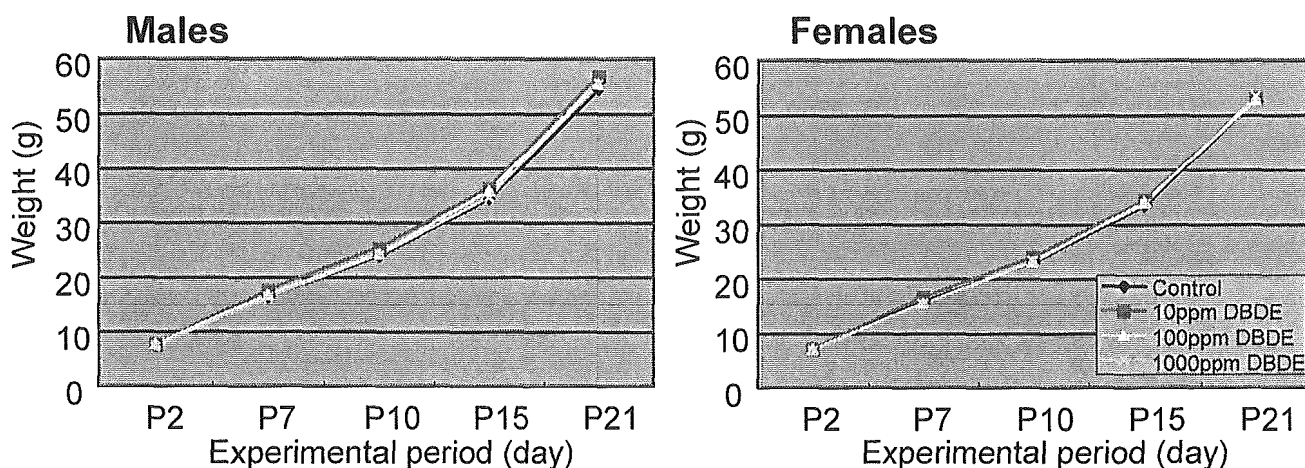 Males
60
50
40
30
20
10
0
Weight (g)
P2 P7 P10 P15 P21
Experimental period (day)
Females
60
50
40
30
20
10
0
Weight (g)
Control
10ppm DBDE
100ppm DBDE
1000ppm DBDE
P2 P7 P10 P15 P21
Experimental period (day)